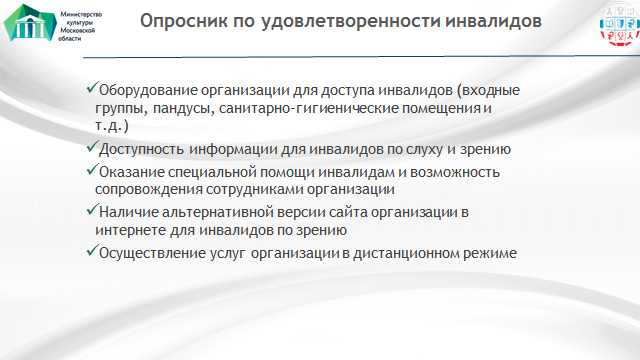 Министерство
культуры
Московской
области
Опросник по удовлетворенности инвалидов
Оборудование организации для доступа инвалидов (входные
группы, пандусы, санитарно-гигиенические помещения и
т.д.)
Доступность информации для инвалидов по слуху и зрению
Оказание специальной помощи инвалидам и возможность
сопровождения сотрудниками организации
Наличие альтернативной версии сайта организации в
интернете для инвалидов по зрению
Осуществление услуг организации в дистанционном режиме